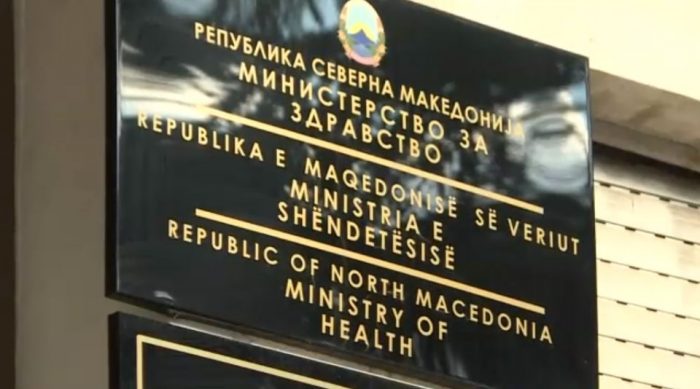 РЕПУБЛИКА СЕВЕРНА МАКЕДОНИЈА
МИНИСТЕРСТВО ЗА
ЗДРАВСТВО
REPUBLIKA E MAQEDONISË SË VERIUT
MINISTRIA E
SHËNDETËSISË
REPUBLIC OF NORTH MACEDONIA
MINISTRY OF
HEALTH